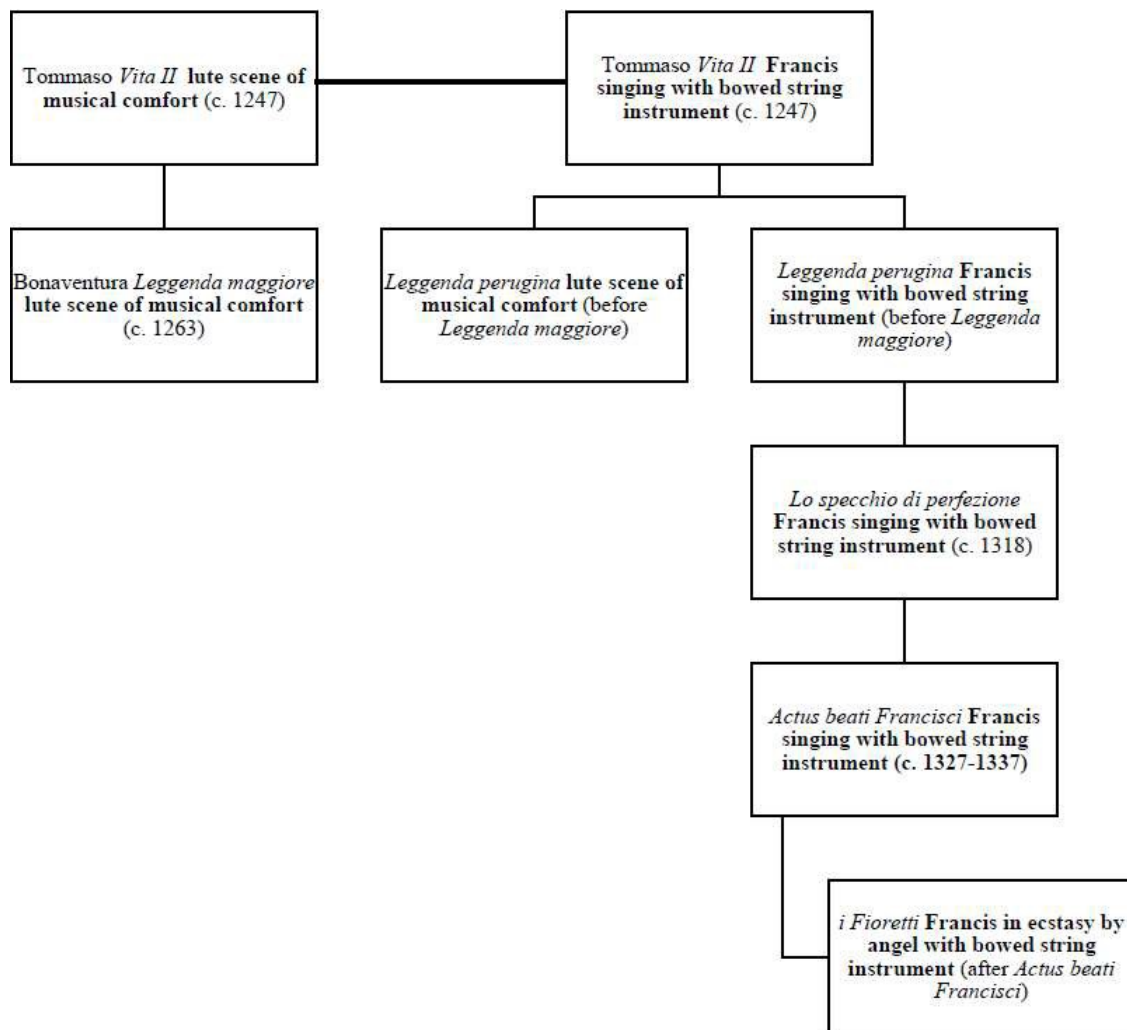 Tommaso Vita II lute scene of
musical comfort (c. 1247)
Tommaso Vita II Francis
singing with bowed string
instrument (c. 1247)
Bonaventura Leggenda maggiore
lute scene of musical comfort
(c. 1263)
Leggenda perugina lute scene of
musical comfort (before
Leggenda maggiore)
Leggenda perugina Francis
singing with bowed string
instrument (before Leggenda
maggiore)
Lo specchio di perfezione
Francis singing with bowed
string instrument (c. 1318)
Actus beati Francisci Francis
singing with bowed string
instrument (c. 1327-1337)
i Fioretti Francis in ecstasy by
angel with bowed string
instrument (after Actus beati
Francisci)